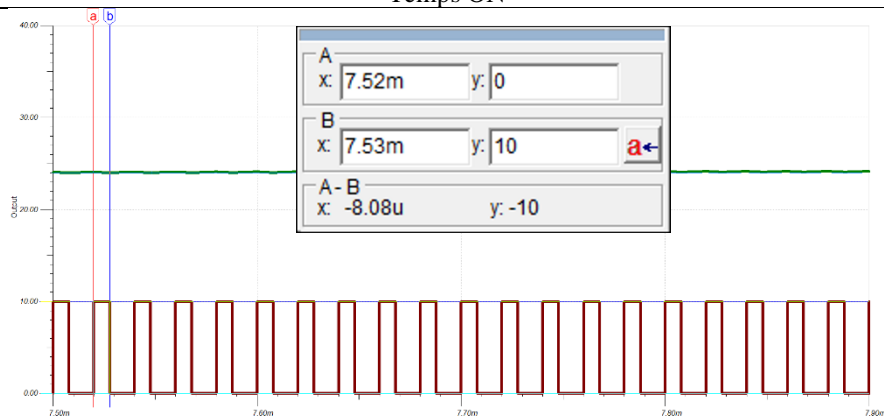 Temps ON
a b
40.00
30.00
20.00
10.00
0.00
Output
A
x: 7.52m y: 0
B
x: 7.53m y: 10 a←
A - B
x: -8.08u y: -10
7.50m 7.60m 7.70m 7.80m 7.90m